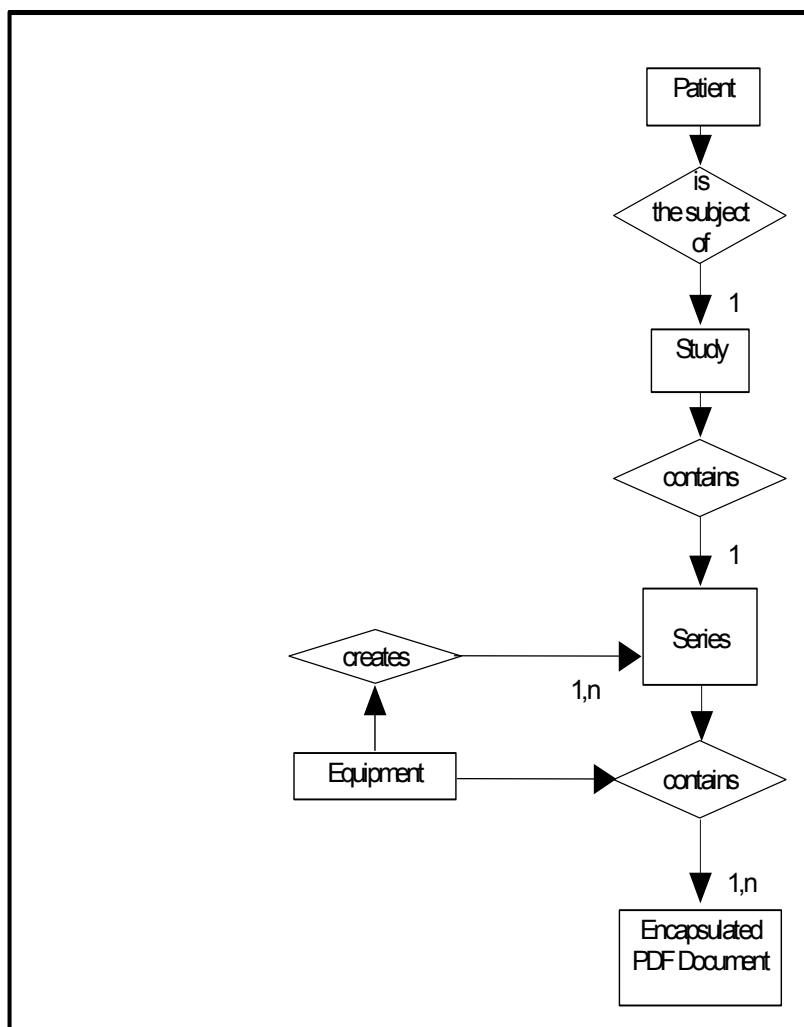 Patient
is
the subject
of
1
Study
contains
1
Series
creates
1,n
Equipment
contains
1,n
Encapsulated
PDF Document